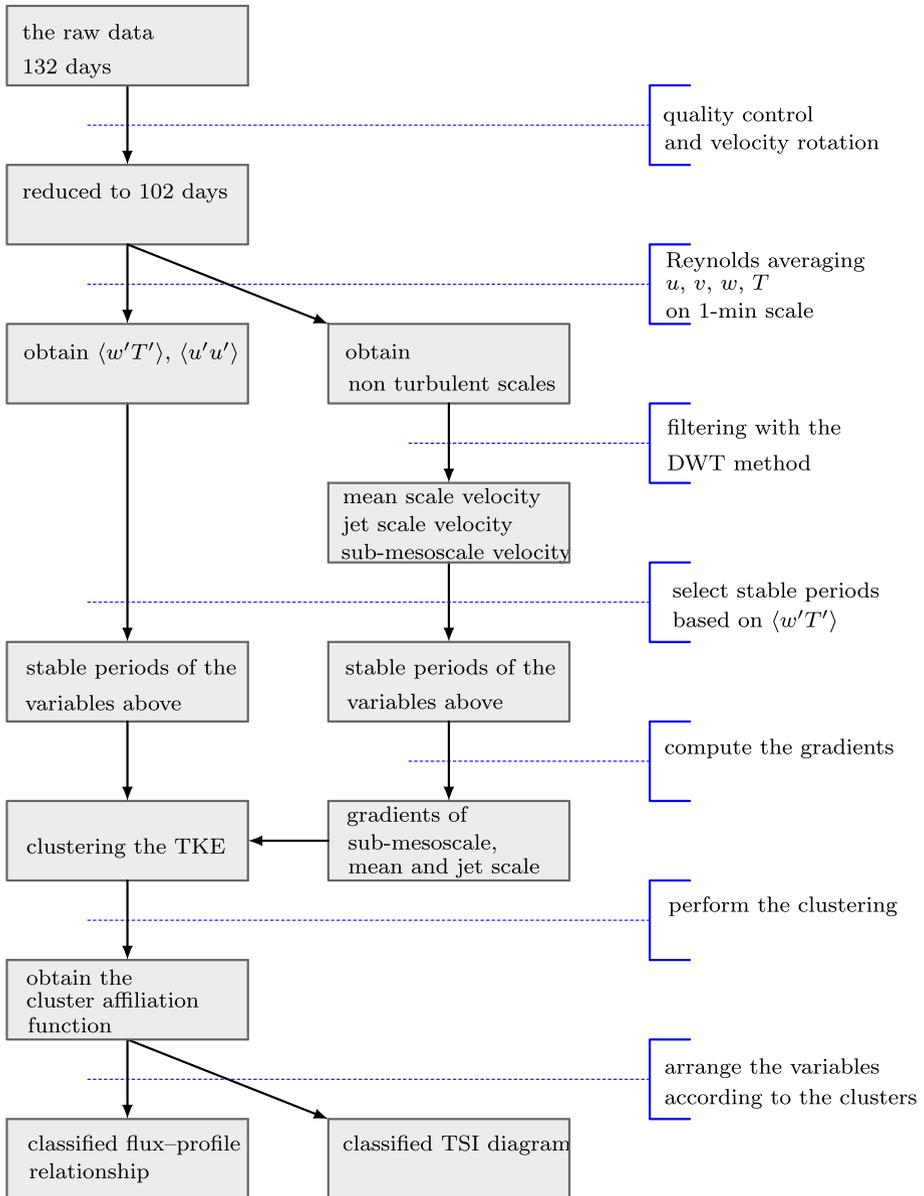 the raw data
132 days
quality control
and velocity rotation
reduced to 102 days
Reynolds averaging
u, v, w, T
on 1-min scale
obtain ⟨w′T′⟩, ⟨u′u′⟩
obtain
non turbulent scales
filtering with the
DWT method
mean scale velocity
jet scale velocity
sub-mesoscale velocity
select stable periods
based on ⟨w′T′⟩
stable periods of the
variables above
stable periods of the
variables above
compute the gradients
clustering the TKE
gradients of
sub-mesoscale,
mean and jet scale
perform the clustering
obtain the
cluster affiliation
function
arrange the variables
according to the clusters
classified flux–profile
relationship
classified TSI diagram